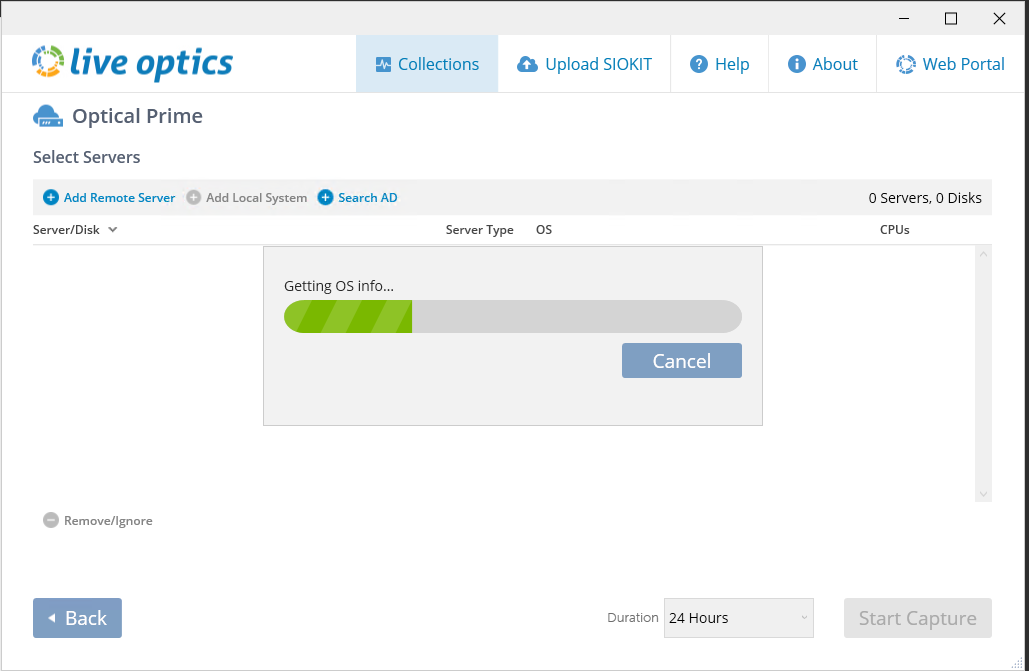 live optics
Collections
Upload SIOKIT
Help
About
Web Portal
Optical Prime
Select Servers
Add Remote Server Add Local System Search AD 0 Servers, 0 Disks
Server/Disk Server Type OS CPUs
Getting OS info...
Cancel
Remove/Ignore
Back Duration 24 Hours Start Capture